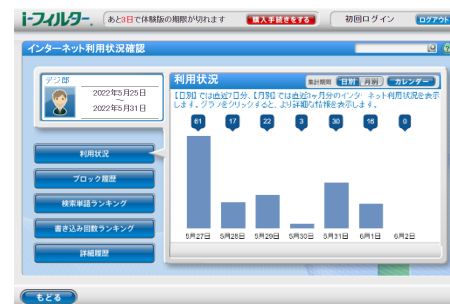 i-フィルター.
あと3日で体験版の期限が切れます
購入手続きをする
初回ログイン
ログアウト
インターネット利用状況確認
デジ郎
2022年5月25日
～
2022年5月31日
利用状況
ブロック履歴
検索単語ランキング
書き込み回数ランキング
詳細履歴
利用状況
集計期間
日別
月別
カレンダー
【日別】では直近7日分、【月別】では直近3ヶ月分のインターネット利用状況を表示
します。グラフをクリックすると、より詳細な情報を表示します。
61 17 22 3 30 16 0
5月27日 5月28日 5月29日 5月30日 5月31日 6月1日 6月2日
もどる